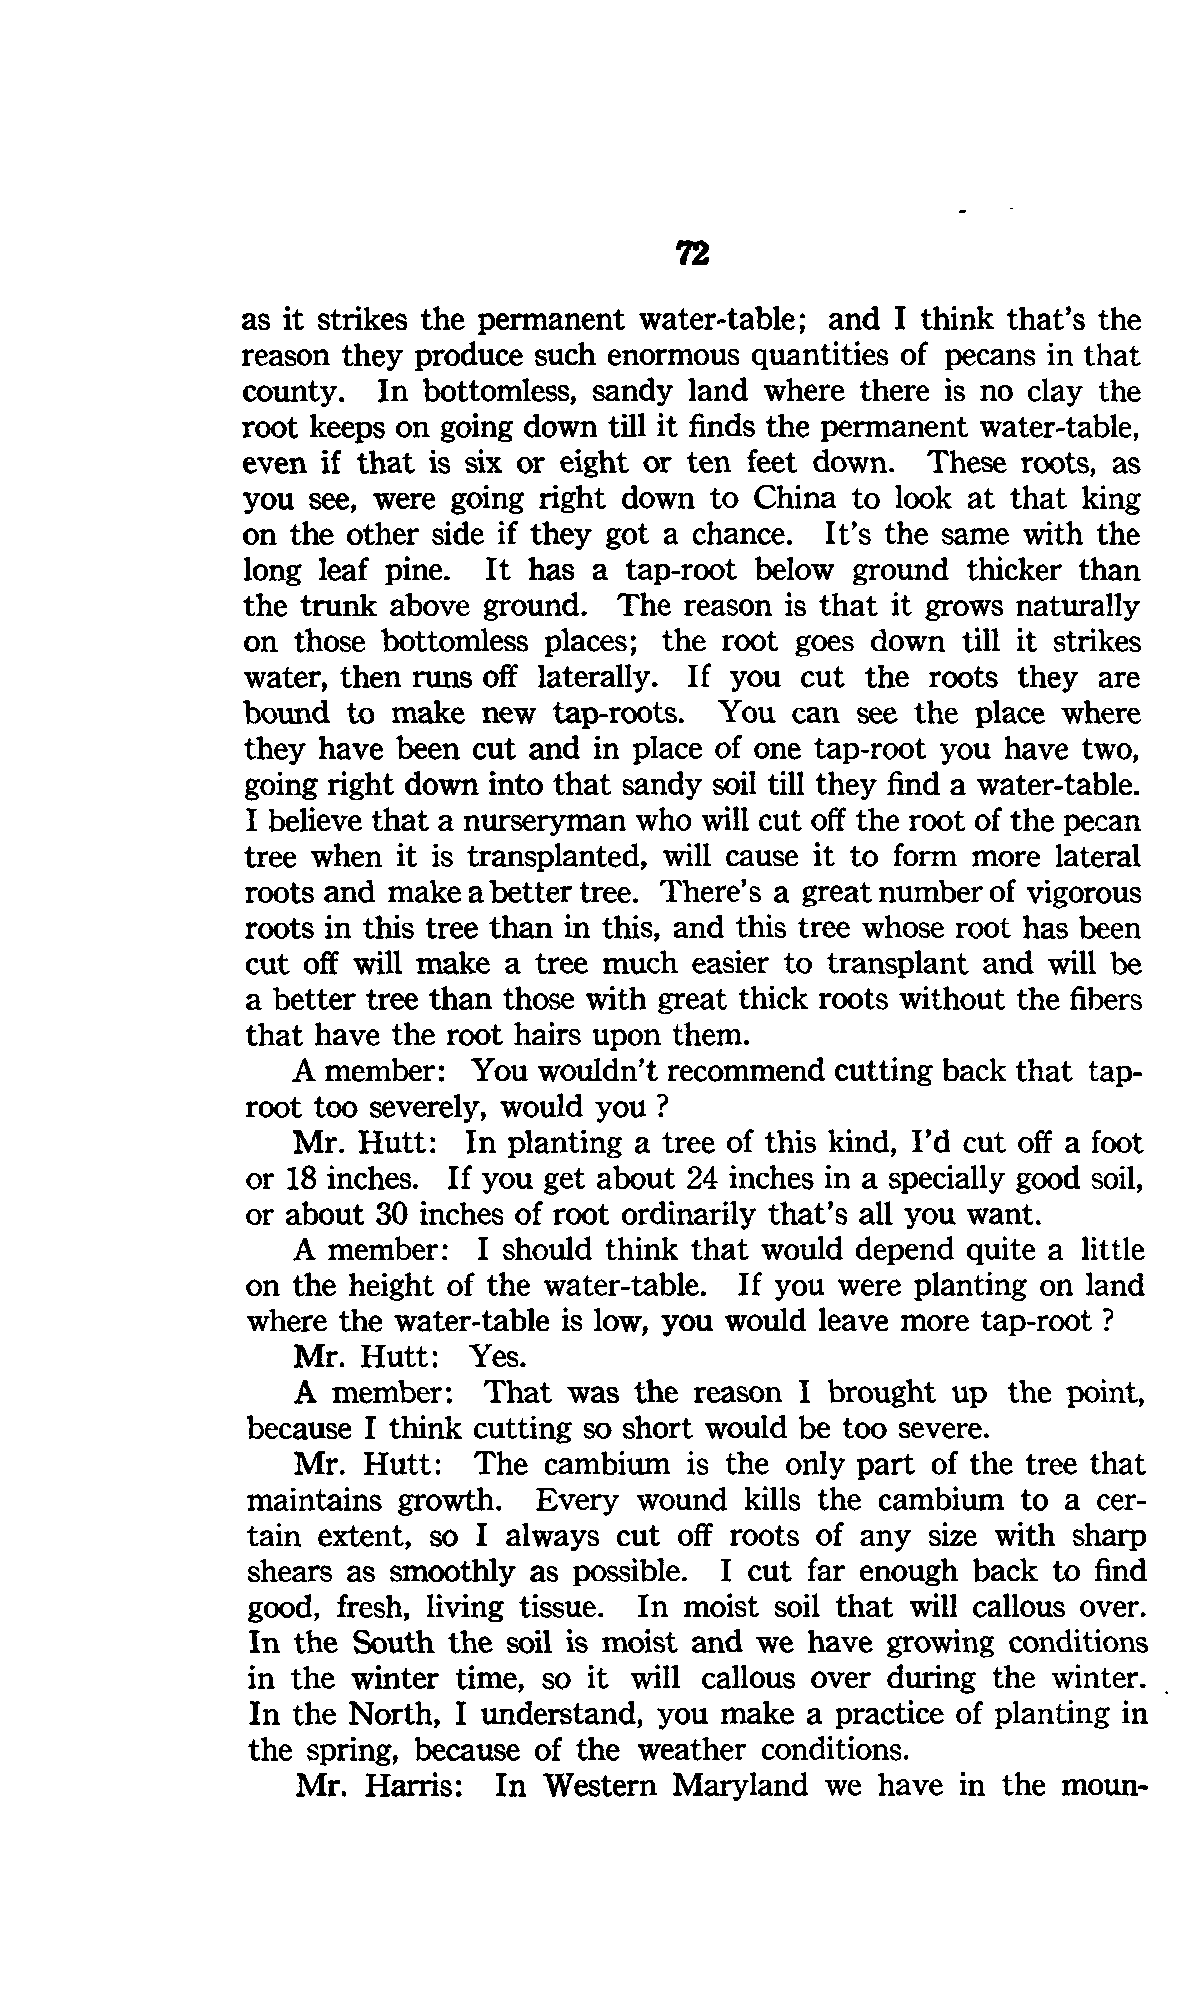 72
as it strikes the permanent water-table; and I think that's the
reason they produce such enormous quantities of pecans in that
county. In bottomless, sandy land where there is no clay the
root keeps on going down till it finds the permanent water-table,
even if that is six or eight or ten feet down. These roots, as
you see, were going right down to China to look at that king
on the other side if they got a chance. It's the same with the
long leaf pine. It has a tap-root below ground thicker than
the trunk above ground. The reason is that it grows naturally
on those bottomless places; the root goes down till it strikes
water, then runs off laterally. If you cut the roots they are
bound to make new tap-roots. You can see the place where
they have been cut and in place of one tap-root you have two,
going right down into that sandy soil till they find a water-table.
I believe that a nurseryman who will cut off the root of the pecan
tree when it is transplanted, will cause it to form more lateral
roots and make a better tree. There's a great number of vigorous
roots in this tree than in this, and this tree whose root has been
cut off will make a tree much easier to transplant and will be
a better tree than those with great thick roots without the fibers
that have the root hairs upon them.
A member: You wouldn't recommend cutting back that tap-
root too severely, would you ?
Mr. Hutt: In planting a tree of this kind, I'd cut off a foot
or 18 inches. If you get about 24 inches in a specially good soil,
or about 30 inches of root ordinarily that's all you want.
A member: I should think that would depend quite a little
on the height of the water-table. If you were planting on land
where the water-table is low, you would leave more tap-root ?
Mr. Hutt: Yes.
A member: That was the reason I brought up the point,
because I think cutting so short would be too severe.
Mr. Hutt: The cambium is the only part of the tree that
maintains growth. Every wound kills the cambium to a cer-
tain extent, so I always cut off roots of any size with sharp
shears as smoothly as possible. I cut far enough back to find
good, fresh, living tissue. In moist soil that will callous over.
In the South the soil is moist and we have growing conditions
in the winter time, so it will callous over during the winter.
In the North, I understand, you make a practice of planting in
the spring, because of the weather conditions.
Mr. Harris: In Western Maryland we have in the moun-